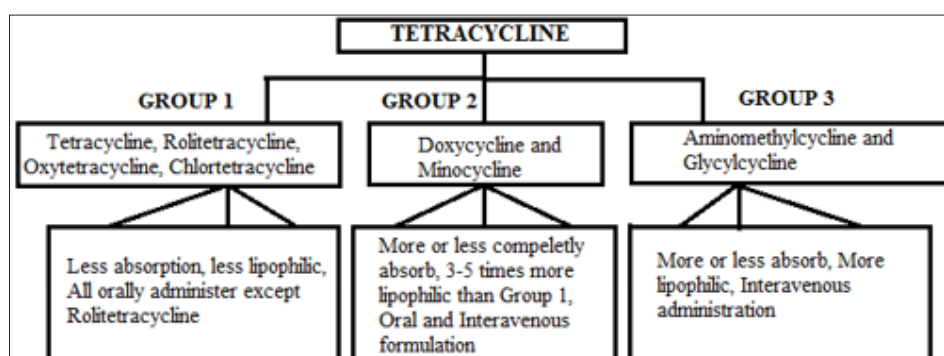 TETRACYCLINE
GROUP 1
GROUP 2
GROUP 3
Tetracycline, Rolitetracycline,
Oxytetracycline, Chlortetracycline
Doxycycline and
Minocycline
Aminomethylcycline and
Glycylcycline
Less absorption, less lipophilic,
All orally administer except
Rolitetracycline
More or less compeletly
absorb, 3-5 times more
lipophilic than Group 1,
Oral and Interavenous
formulation
More or less absorb, More
lipophilic, Interavenous
administration